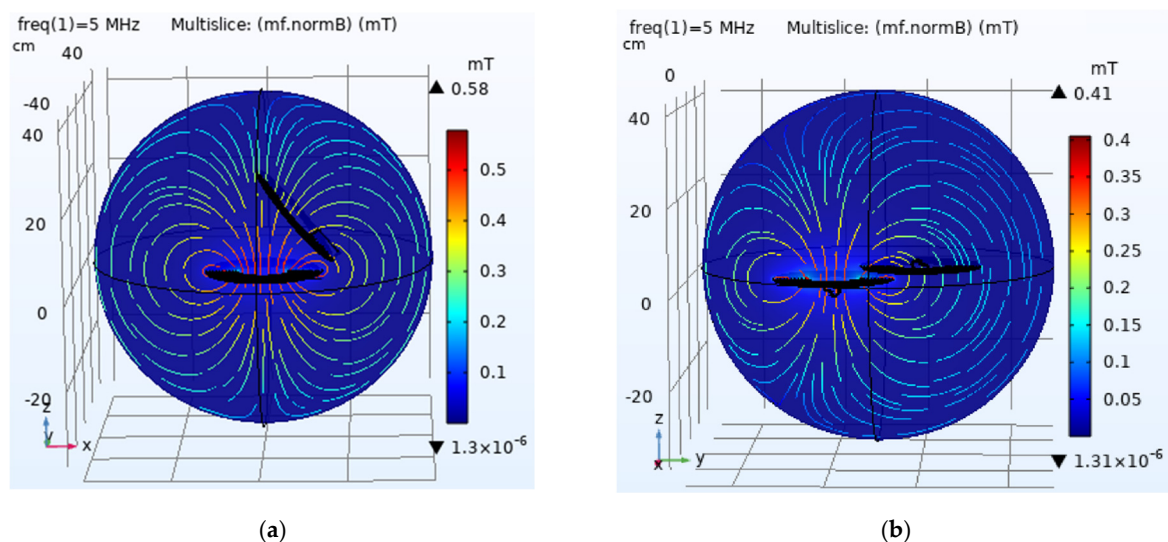 freq(1)=5 MHz Multislice: (mf.normB) (mT)
cm
40
-40
40
20
0
-20
z
y
x
mT
▲ 0.58
0.5
0.4
0.3
0.2
0.1
▼ 1.3×10⁻⁶
(a)
freq(1)=5 MHz Multislice: (mf.normB) (mT)
cm
0
40
20
0
-20
z
x
y
mT
▲ 0.41
0.4
0.35
0.3
0.25
0.2
0.15
0.1
0.05
▼ 1.31×10⁻⁶
(b)